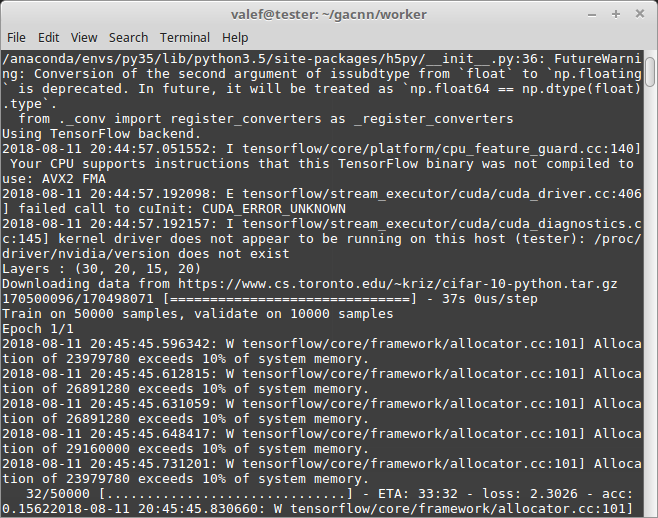 valef@tester: ~/gacnn/worker
File Edit View Search Terminal Help
/anaconda/envs/py35/lib/python3.5/site-packages/h5py/__init__.py:36: FutureWarni
ng: Conversion of the second argument of issubdtype from `float` to `np.floating
` is deprecated. In future, it will be treated as `np.float64 == np.dtype(float)
.type`.
from ._conv import register_converters as _register_converters
Using TensorFlow backend.
2018-08-11 20:44:57.051552: I tensorflow/core/platform/cpu_feature_guard.cc:140]
Your CPU supports instructions that this TensorFlow binary was not compiled to
use: AVX2 FMA
2018-08-11 20:44:57.192098: E tensorflow/stream_executor/cuda/cuda_driver.cc:406
] failed call to cuInit: CUDA_ERROR_UNKNOWN
2018-08-11 20:44:57.192157: I tensorflow/stream_executor/cuda/cuda_diagnostics.c
c:145] kernel driver does not appear to be running on this host (tester): /proc/
driver/nvidia/version does not exist
Layers : (30, 20, 15, 20)
Downloading data from https://www.cs.toronto.edu/~kriz/cifar-10-python.tar.gz
170500096/170498071 [==============================] - 37s 0us/step
Train on 50000 samples, validate on 10000 samples
Epoch 1/1
2018-08-11 20:45:45.596342: W tensorflow/core/framework/allocator.cc:101] Alloca
tion of 23979780 exceeds 10% of system memory.
2018-08-11 20:45:45.612815: W tensorflow/core/framework/allocator.cc:101] Alloca
tion of 26891280 exceeds 10% of system memory.
2018-08-11 20:45:45.631059: W tensorflow/core/framework/allocator.cc:101] Alloca
tion of 26891280 exceeds 10% of system memory.
2018-08-11 20:45:45.648417: W tensorflow/core/framework/allocator.cc:101] Alloca
tion of 29160000 exceeds 10% of system memory.
2018-08-11 20:45:45.731201: W tensorflow/core/framework/allocator.cc:101] Alloca
tion of 23979780 exceeds 10% of system memory.
32/50000 [..............................] - ETA: 33:32 - loss: 2.3026 - acc:
0.15622018-08-11 20:45:45.830660: W tensorflow/core/framework/allocator.cc:101]